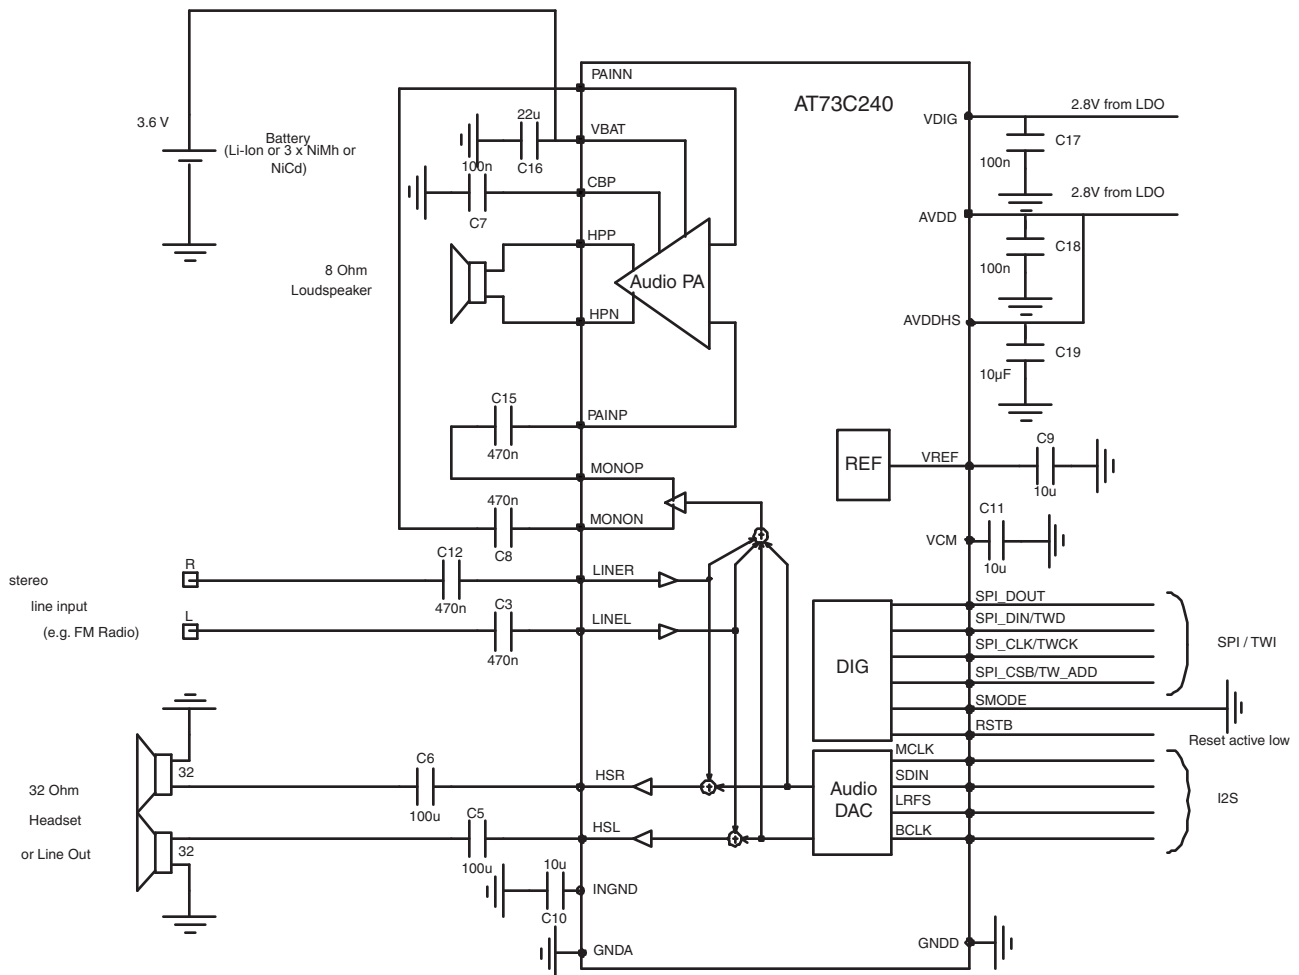 PAINN
AT73C240
3.6 V
Battery
(Li-Ion or 3 x NiMh or
NiCd)
22u
VBAT
C16
100n
CBP
C7
HPP
8 Ohm
Loudspeaker
Audio PA
HPN
C15
PAINP
470n
MONOP
470n
MONON
C8
VDIG
2.8V from LDO
C17
100n
2.8V from LDO
AVDD
C18
100n
AVDDHS
C19
10µF
REF
VREF
C9
10u
C11
VCM
10u
stereo
line input
(e.g. FM Radio)
R
C12
LINER
470n
L
C3
LINEL
470n
DIG
SPI_DOUT
SPI_DIN/TWD
SPI_CLK/TWCK
SPI_CSB/TW_ADD
SPI / TWI
SMODE
RSTB
Reset active low
32 Ohm
Headset
or Line Out
32
C6
HSR
100u
32
C5
HSL
100u
Audio
DAC
MCLK
SDIN
LRFS
BCLK
I2S
10u
INGND
C10
GNDA
GNDD